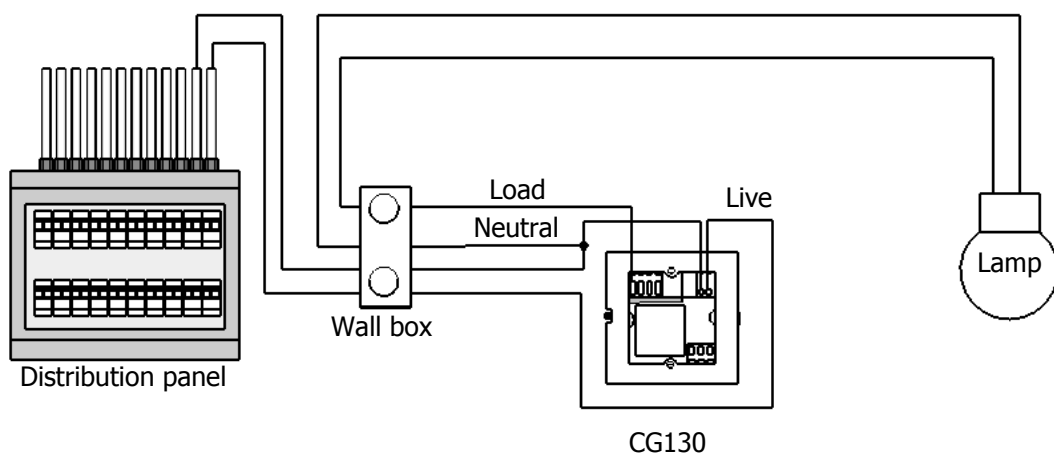 Load
Live
Neutral
Lamp
Wall box
Distribution panel
CG130